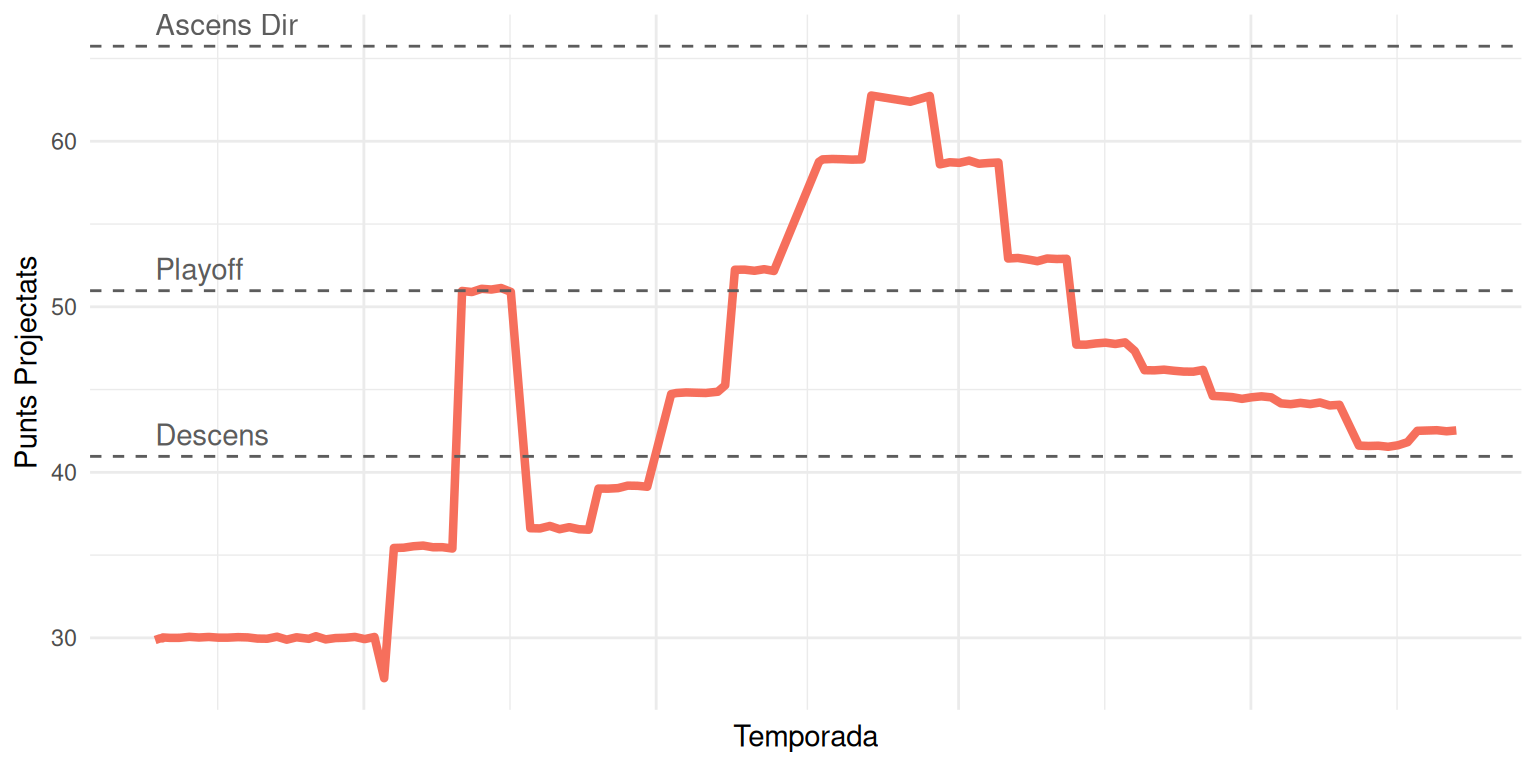 Ascens Dir
60
Playoff
50
Descens
40
30
Punts Projectats
Temporada